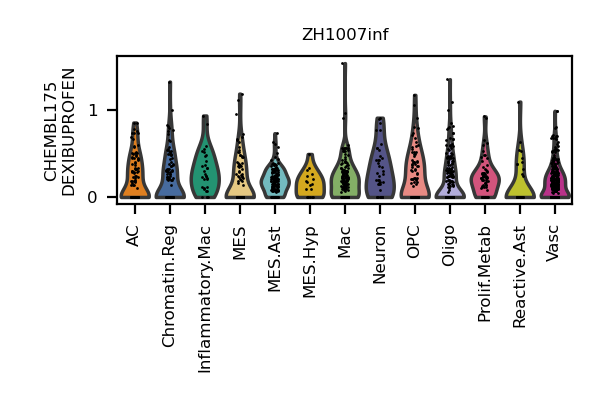 ZH1007inf
CHEMBL175
DEXIBUPROFEN
1
0
AC
Chromatin.Reg
Inflammatory.Mac
MES
MES.Ast
MES.Hyp
Mac
Neuron
OPC
Oligo
Prolif.Metab
Reactive.Ast
Vasc